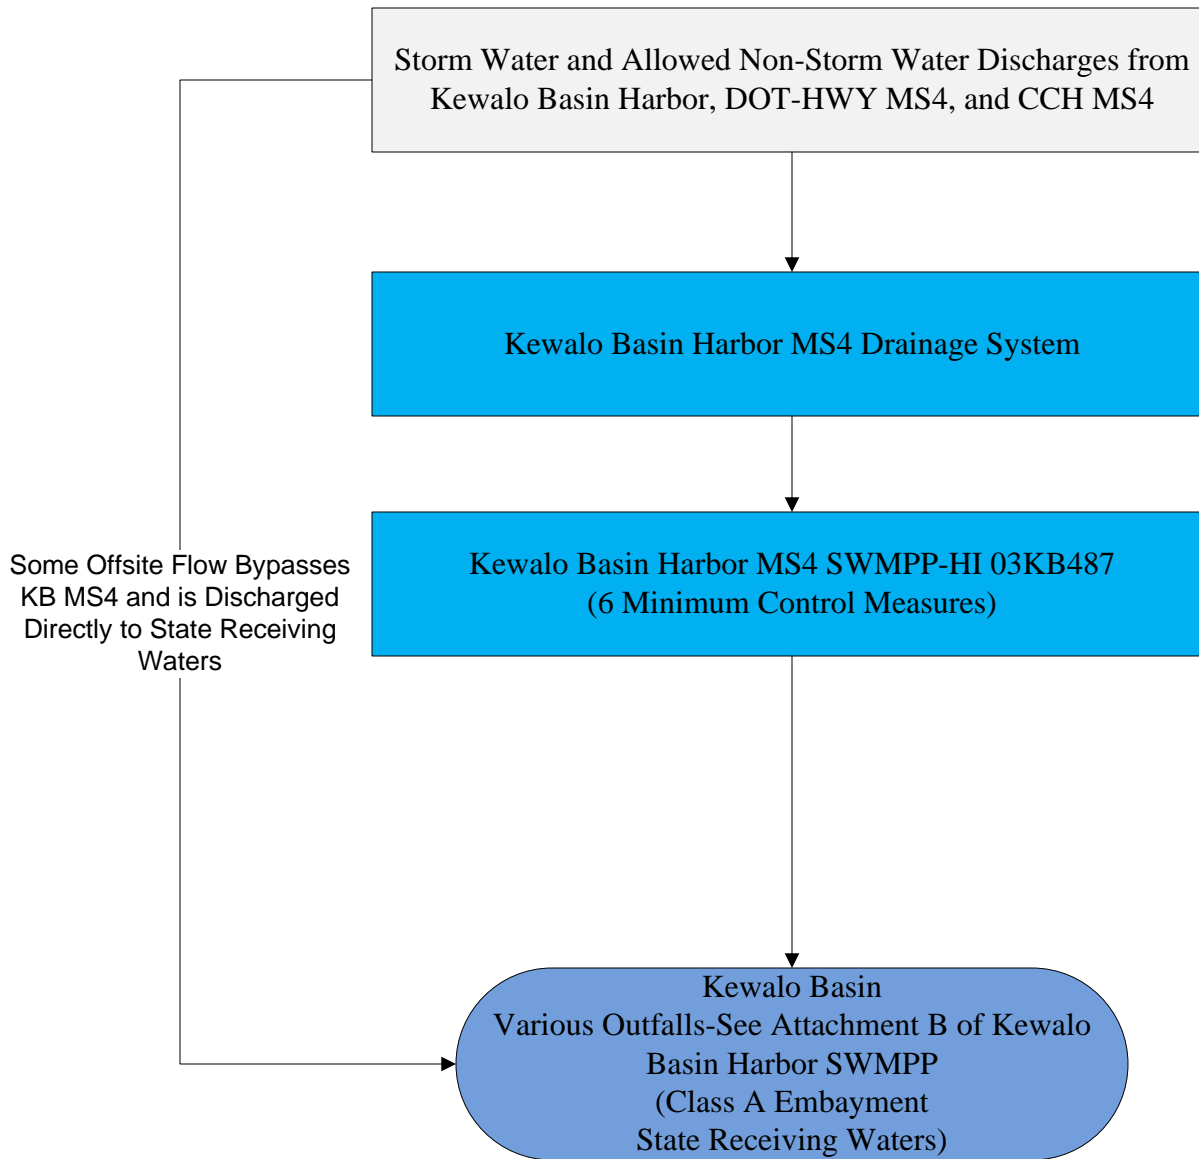 Storm Water and Allowed Non-Storm Water Discharges from
Kewalo Basin Harbor, DOT-HWY MS4, and CCH MS4
Kewalo Basin Harbor MS4 Drainage System
Kewalo Basin Harbor MS4 SWMPP-HI 03KB487
(6 Minimum Control Measures)
Some Offsite Flow Bypasses
KB MS4 and is Discharged
Directly to State Receiving
Waters
Kewalo Basin
Various Outfalls-See Attachment B of Kewalo
Basin Harbor SWMPP
(Class A Embayment
State Receiving Waters)